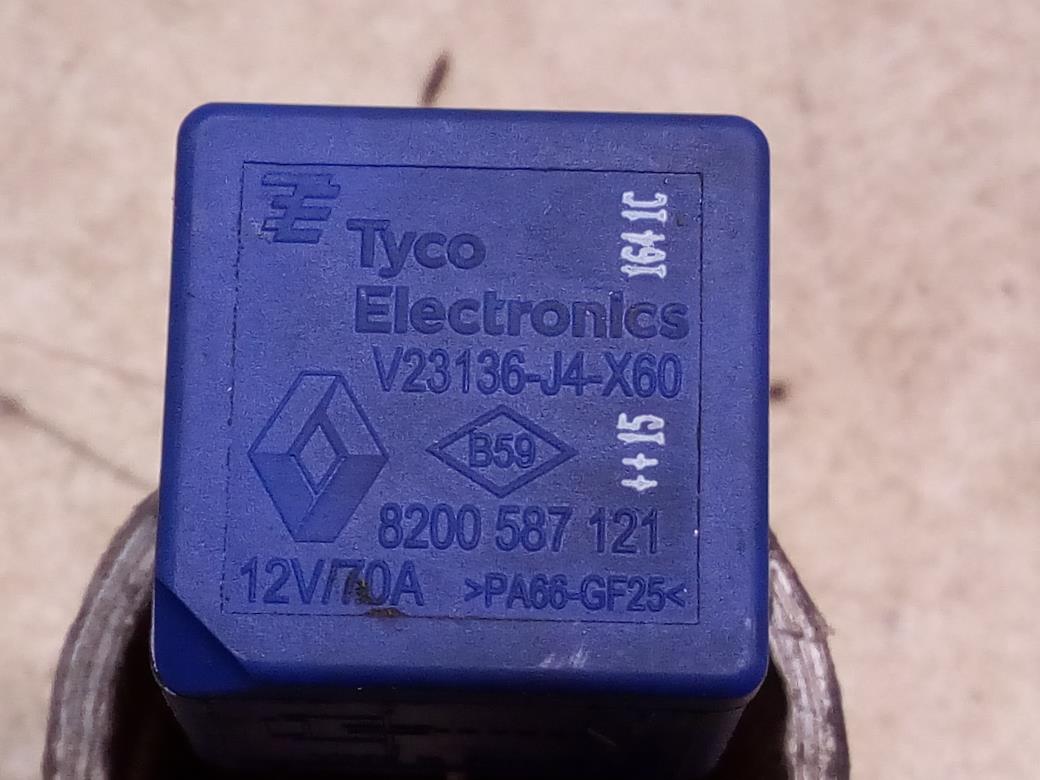 Tyco
Electronics
V23136-J4-X60
B59
8200 587 121
12V/70A >PA66-GF25<
164 1C
++15